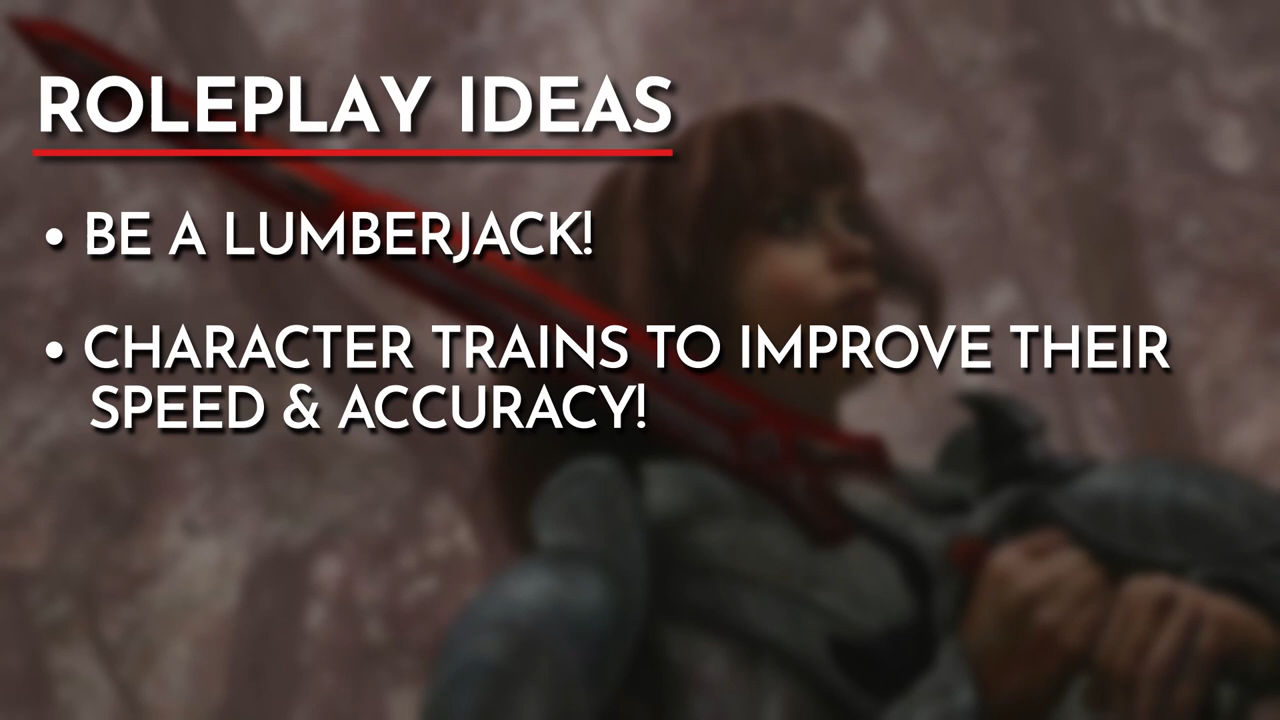 ROLEPLAY IDEAS
• BE A LUMBERJACK!
• CHARACTER TRAINS TO IMPROVE THEIR
SPEED & ACCURACY!